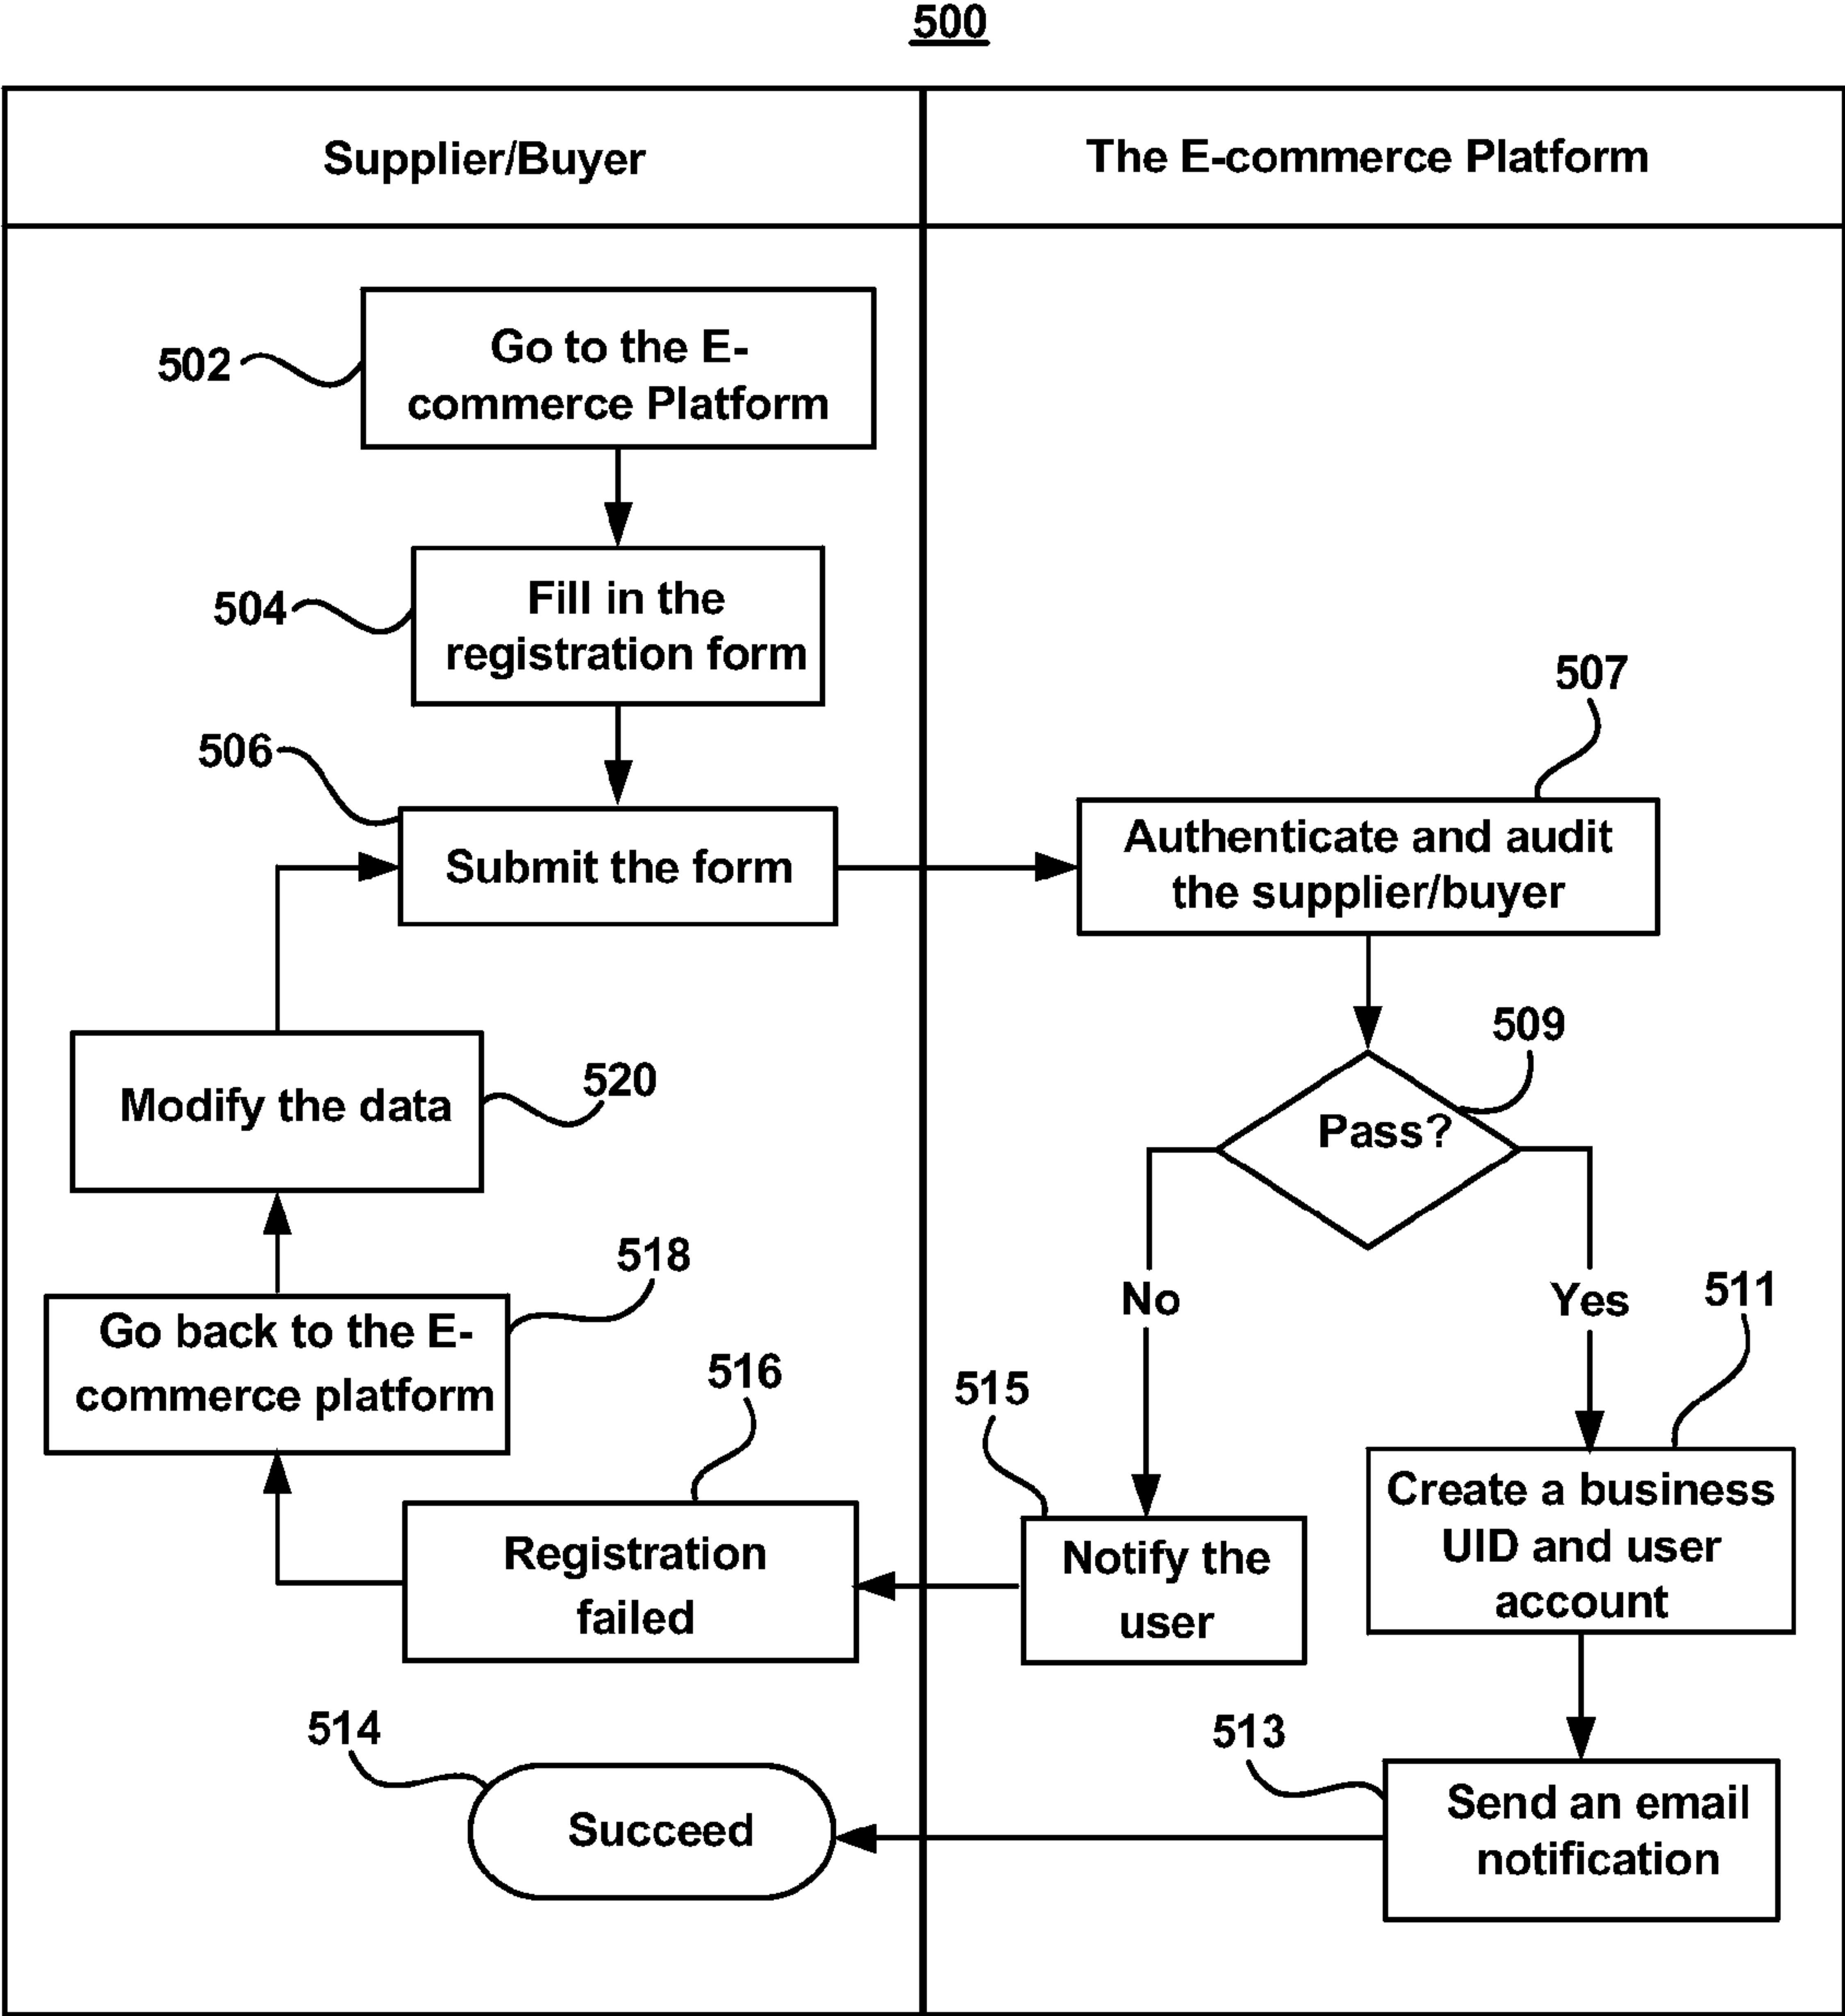 500
Supplier/Buyer
The E-commerce Platform
502
Go to the E-
commerce Platform
504
Fill in the
registration form
506
Submit the form
507
Authenticate and audit
the supplier/buyer
509
Pass?
520
Modify the data
518
Go back to the E-
commerce platform
No
Yes
511
Create a business
UID and user
account
516
Registration
failed
515
Notify the
user
514
Succeed
513
Send an email
notification